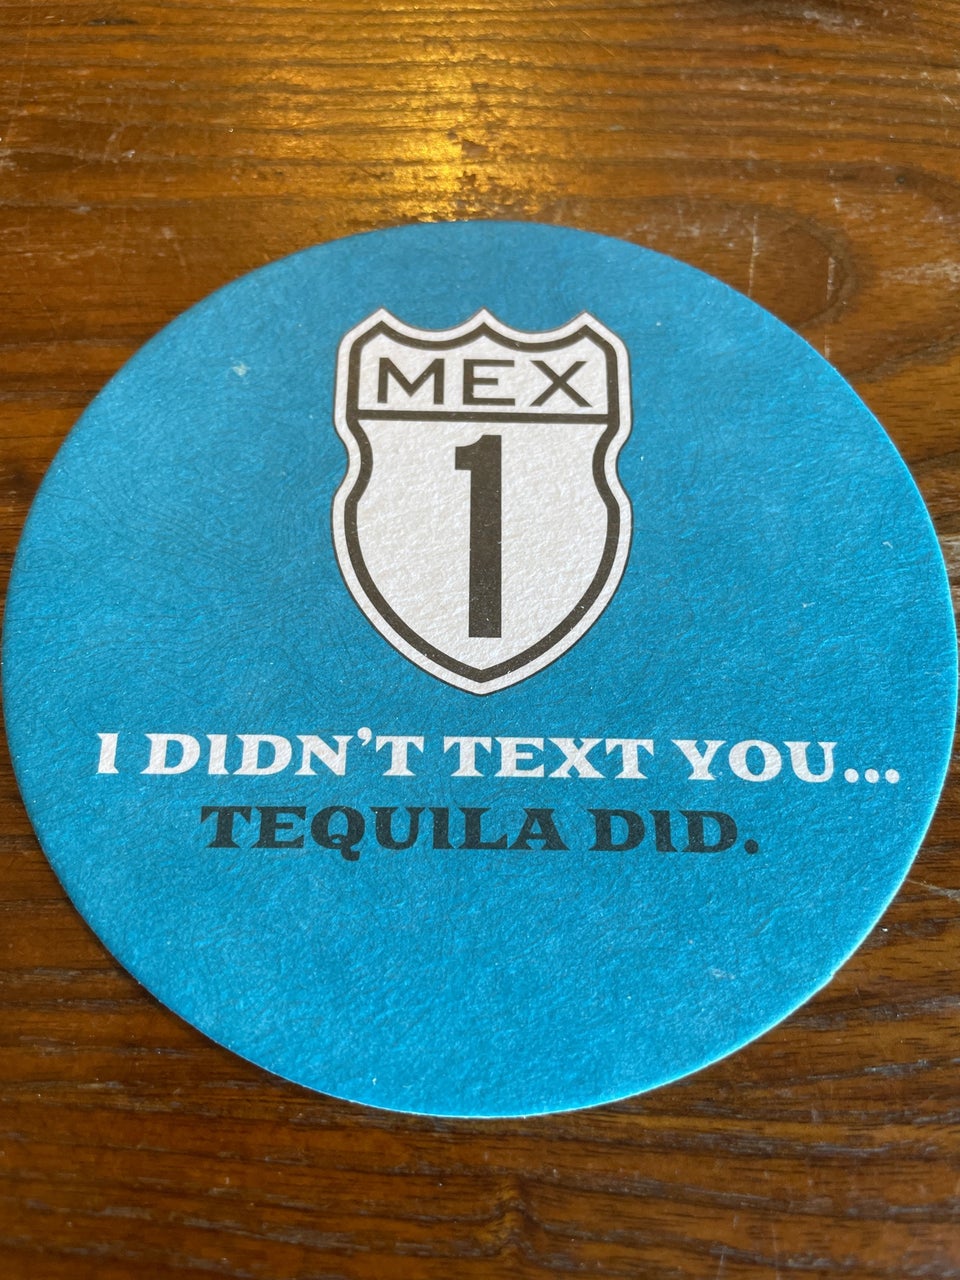 MEX
1
I DIDN'T TEXT YOU...
TEQUILA DID.